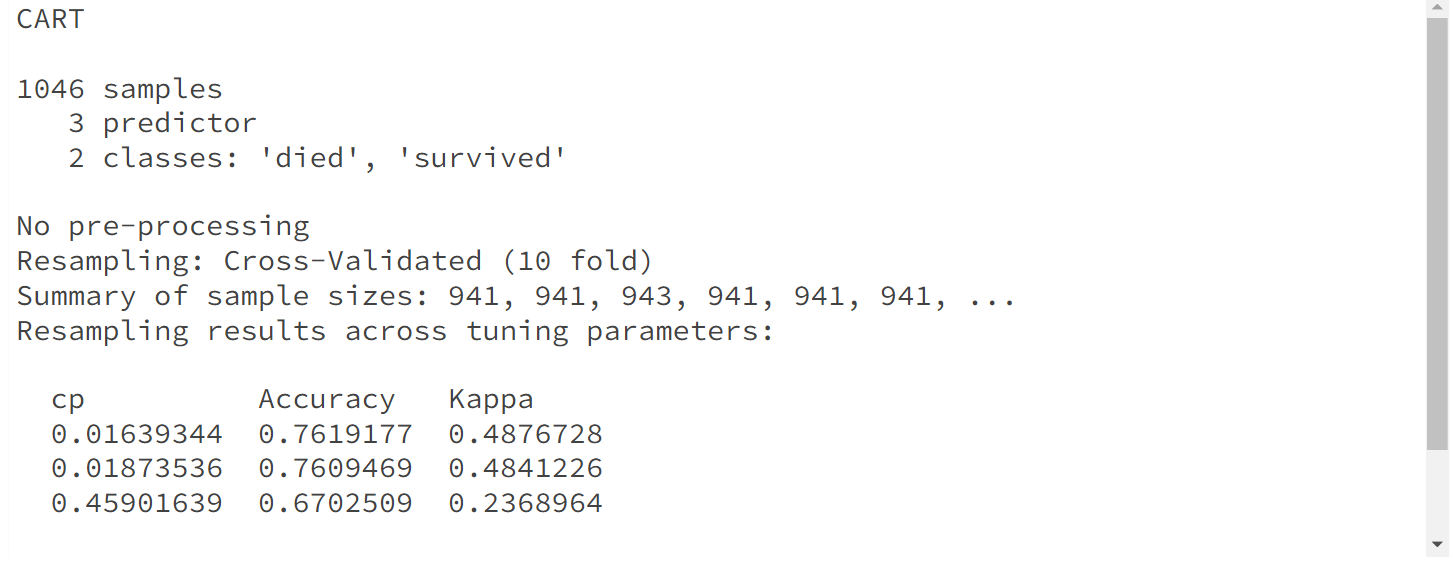 CART
1046 samples
3 predictor
2 classes: 'died', 'survived'
No pre-processing
Resampling: Cross-Validated (10 fold)
Summary of sample sizes: 941, 941, 943, 941, 941, 941, ...
Resampling results across tuning parameters:
cp Accuracy Kappa
0.01639344 0.7619177 0.4876728
0.01873536 0.7609469 0.4841226
0.45901639 0.6702509 0.2368964